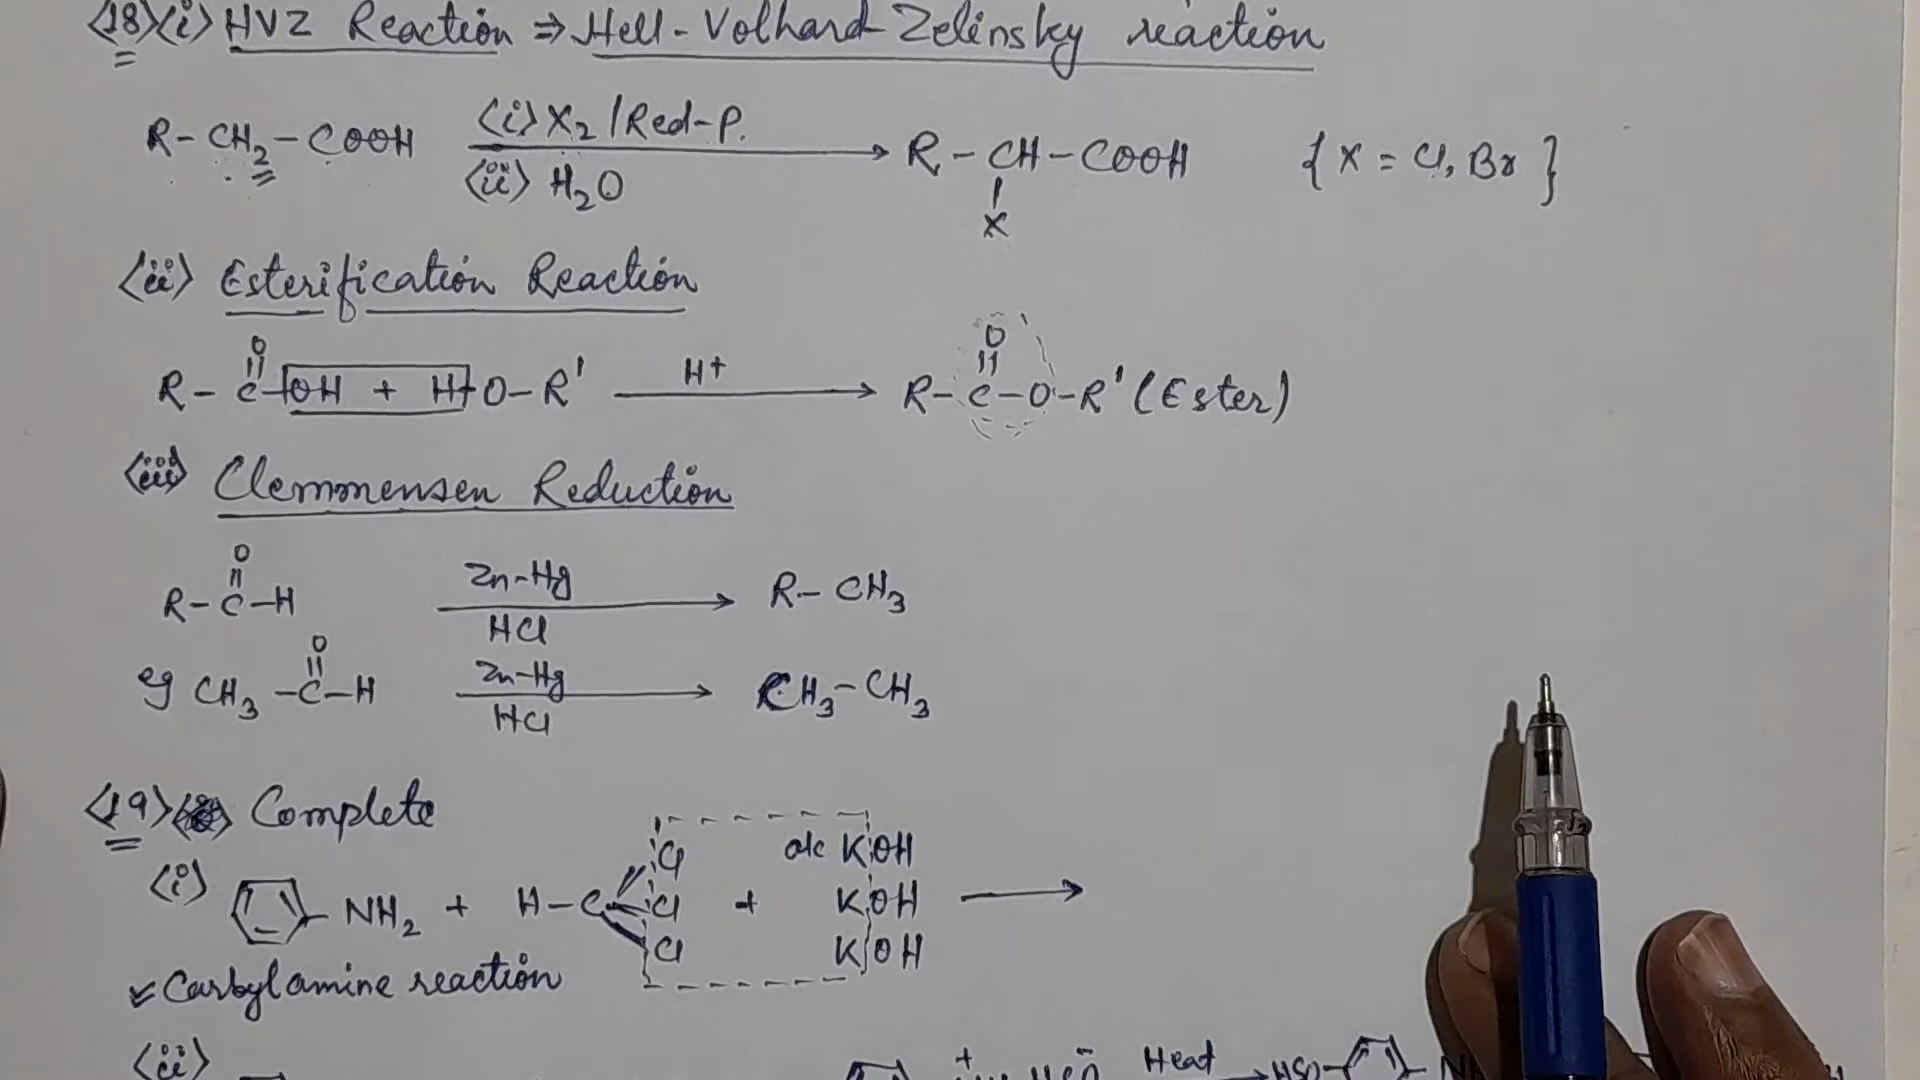 <18> <i> HVZ Reaction ⇒ Hell-Volhard-Zelinsky reaction
R-CH2-COOH <i> X2/Red-P. <ii> H2O → R-CH-COOH {X = Cl, Br}
X
<ii> Esterification Reaction
O O
R-C-OH + H-O-R' H+ → R-C-O-R' (Ester)
<iii> Clemmensen Reduction
O
R-C-H Zn-Hg HCl → R-CH3
O
eg CH3-C-H Zn-Hg HCl → CH3-CH3
<19> Complete
Cl alc KOH
<i> NH2 + H-C Cl + KOH →
Cl KOH
Carbylamine reaction
<ii> + - Heat → HSO